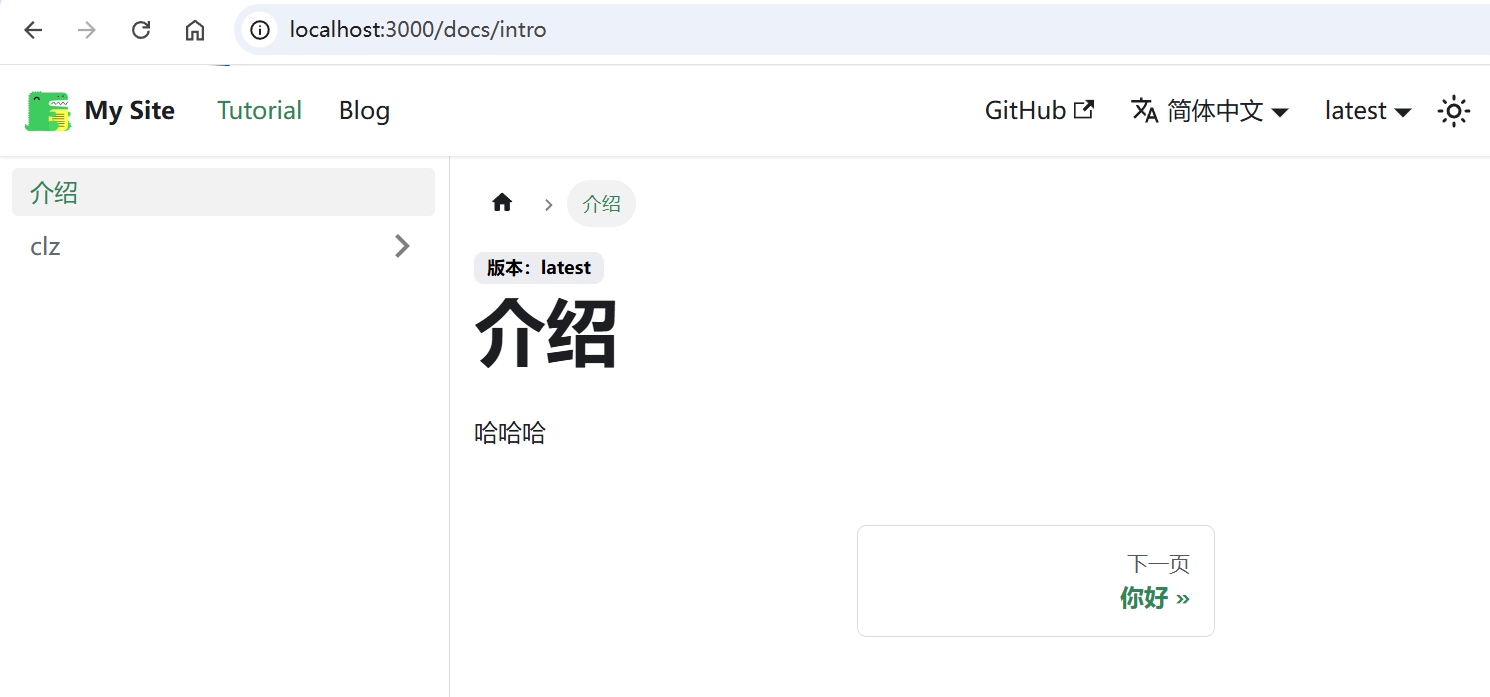 localhost:3000/docs/intro
My Site Tutorial Blog GitHub 简体中文 latest
介绍
clz
介绍
版本：latest
介绍
哈哈哈
下一页
你好 »